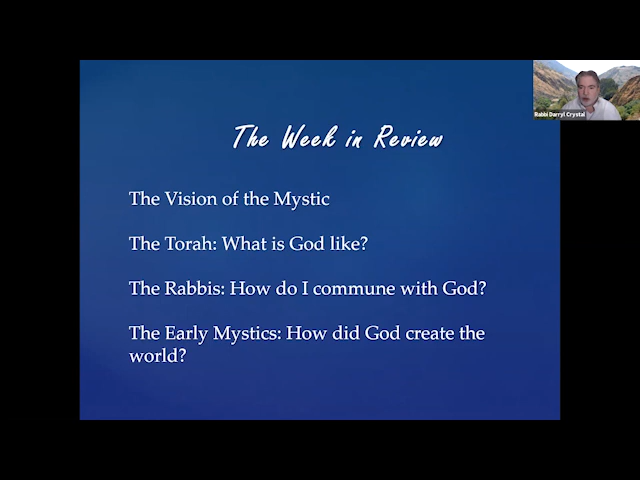 The Week in Review
Rabbi Darryl Crystal
The Vision of the Mystic
The Torah: What is God like?
The Rabbis: How do I commune with God?
The Early Mystics: How did God create the
world?